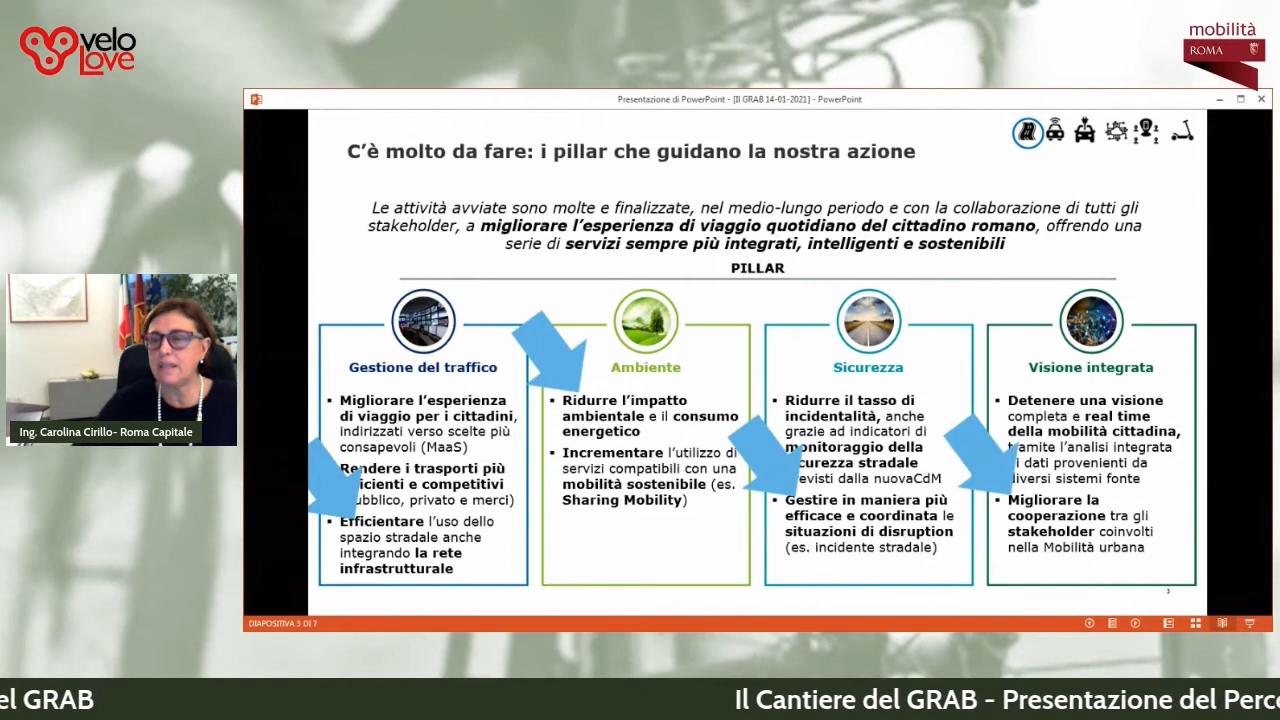 velo
Love
mobilità
ROMA
Presentazione di PowerPoint - [Il GRAB 14-01-2021] - PowerPoint
C'è molto da fare: i pillar che guidano la nostra azione
Le attività avviate sono molte e finalizzate, nel medio-lungo periodo e con la collaborazione di tutti gli
stakeholder, a migliorare l'esperienza di viaggio quotidiano del cittadino romano, offrendo una
serie di servizi sempre più integrati, intelligenti e sostenibili
PILLAR
Gestione del traffico
▪ Migliorare l'esperienza
di viaggio per i cittadini,
indirizzati verso scelte più
consapevoli (MaaS)
Rendere i trasporti più
efficienti e competitivi
pubblico, privato e merci)
▪ Efficientare l'uso dello
spazio stradale anche
integrando la rete
infrastrutturale
Ambiente
▪ Ridurre l'impatto
ambientale e il consumo
energetico
▪ Incrementare l'utilizzo di
servizi compatibili con una
mobilità sostenibile (es.
Sharing Mobility)
Sicurezza
▪ Ridurre il tasso di
incidentalità, anche
grazie ad indicatori di
monitoraggio della
sicurezza stradale
previsti dalla nuovaCdM
▪ Gestire in maniera più
efficace e coordinata le
situazioni di disruption
(es. incidente stradale)
Visione integrata
▪ Detenere una visione
completa e real time
della mobilità cittadina,
tramite l'analisi integrata
di dati provenienti da
diversi sistemi fonte
▪ Migliorare la
cooperazione tra gli
stakeholder coinvolti
nella Mobilità urbana
3
DIAPOSITIVA 3 DI 7
Ing. Carolina Cirillo- Roma Capitale
el GRAB
Il Cantiere del GRAB - Presentazione del Perc